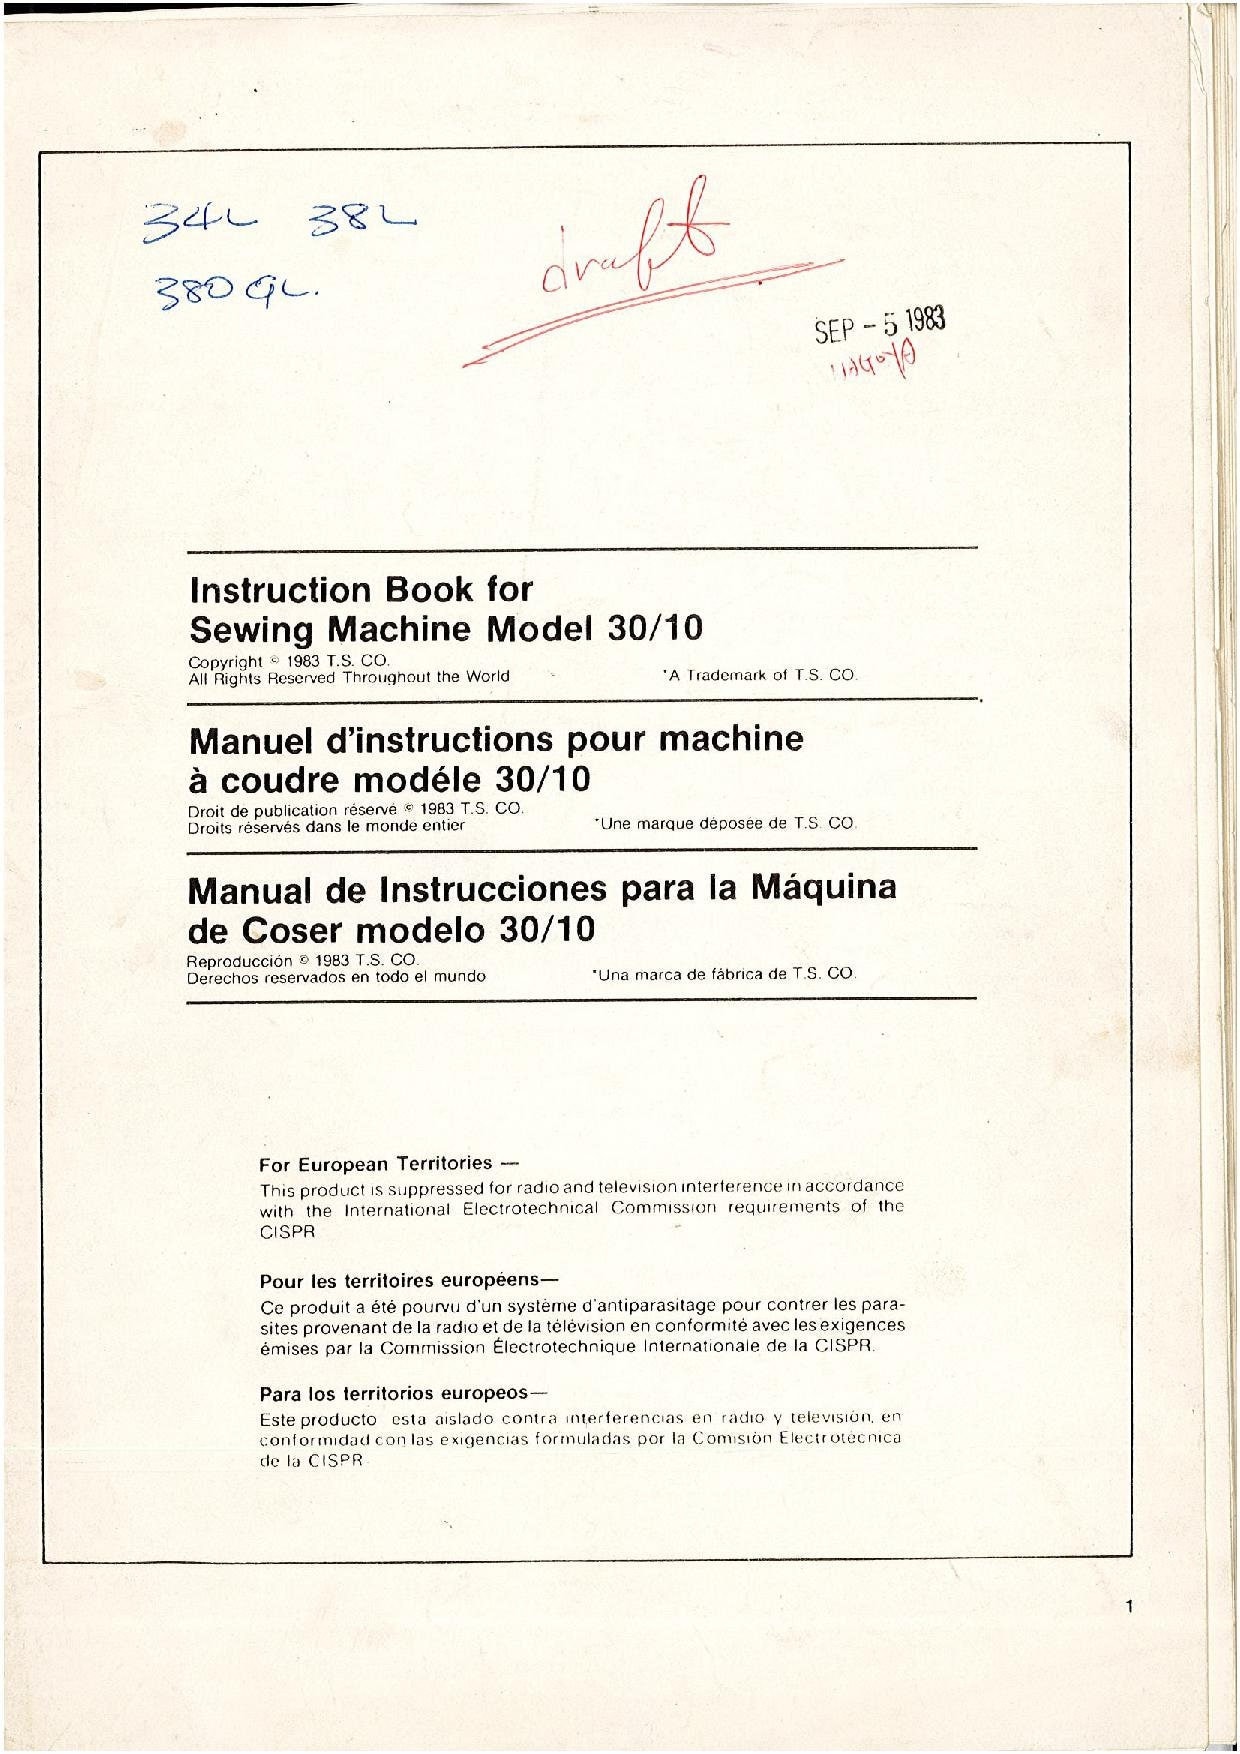 34L 38L
380 GL.
draft
SEP - 5 1983
NAGOYA
Instruction Book for
Sewing Machine Model 30/10
Copyright © 1983 T.S. CO.
All Rights Reserved Throughout the World *A Trademark of T.S. CO.
Manuel d'instructions pour machine
à coudre modéle 30/10
Droit de publication réservé © 1983 T.S. CO.
Droits réservés dans le monde entier *Une marque déposée de T.S. CO.
Manual de Instrucciones para la Máquina
de Coser modelo 30/10
Reproducción © 1983 T.S. CO.
Derechos reservados en todo el mundo *Una marca de fábrica de T.S. CO.
For European Territories —
This product is suppressed for radio and television interference in accordance
with the International Electrotechnical Commission requirements of the
CISPR
Pour les territoires européens—
Ce produit a été pourvu d'un système d'antiparasitage pour contrer les para-
sites provenant de la radio et de la télévision en conformité avec les exigences
émises par la Commission Électrotechnique Internationale de la CISPR.
Para los territorios europeos—
Este producto esta aislado contra interferencias en radio y televisión, en
conformidad con las exigencias formuladas por la Comisión Electrotécnica
de la CISPR
1